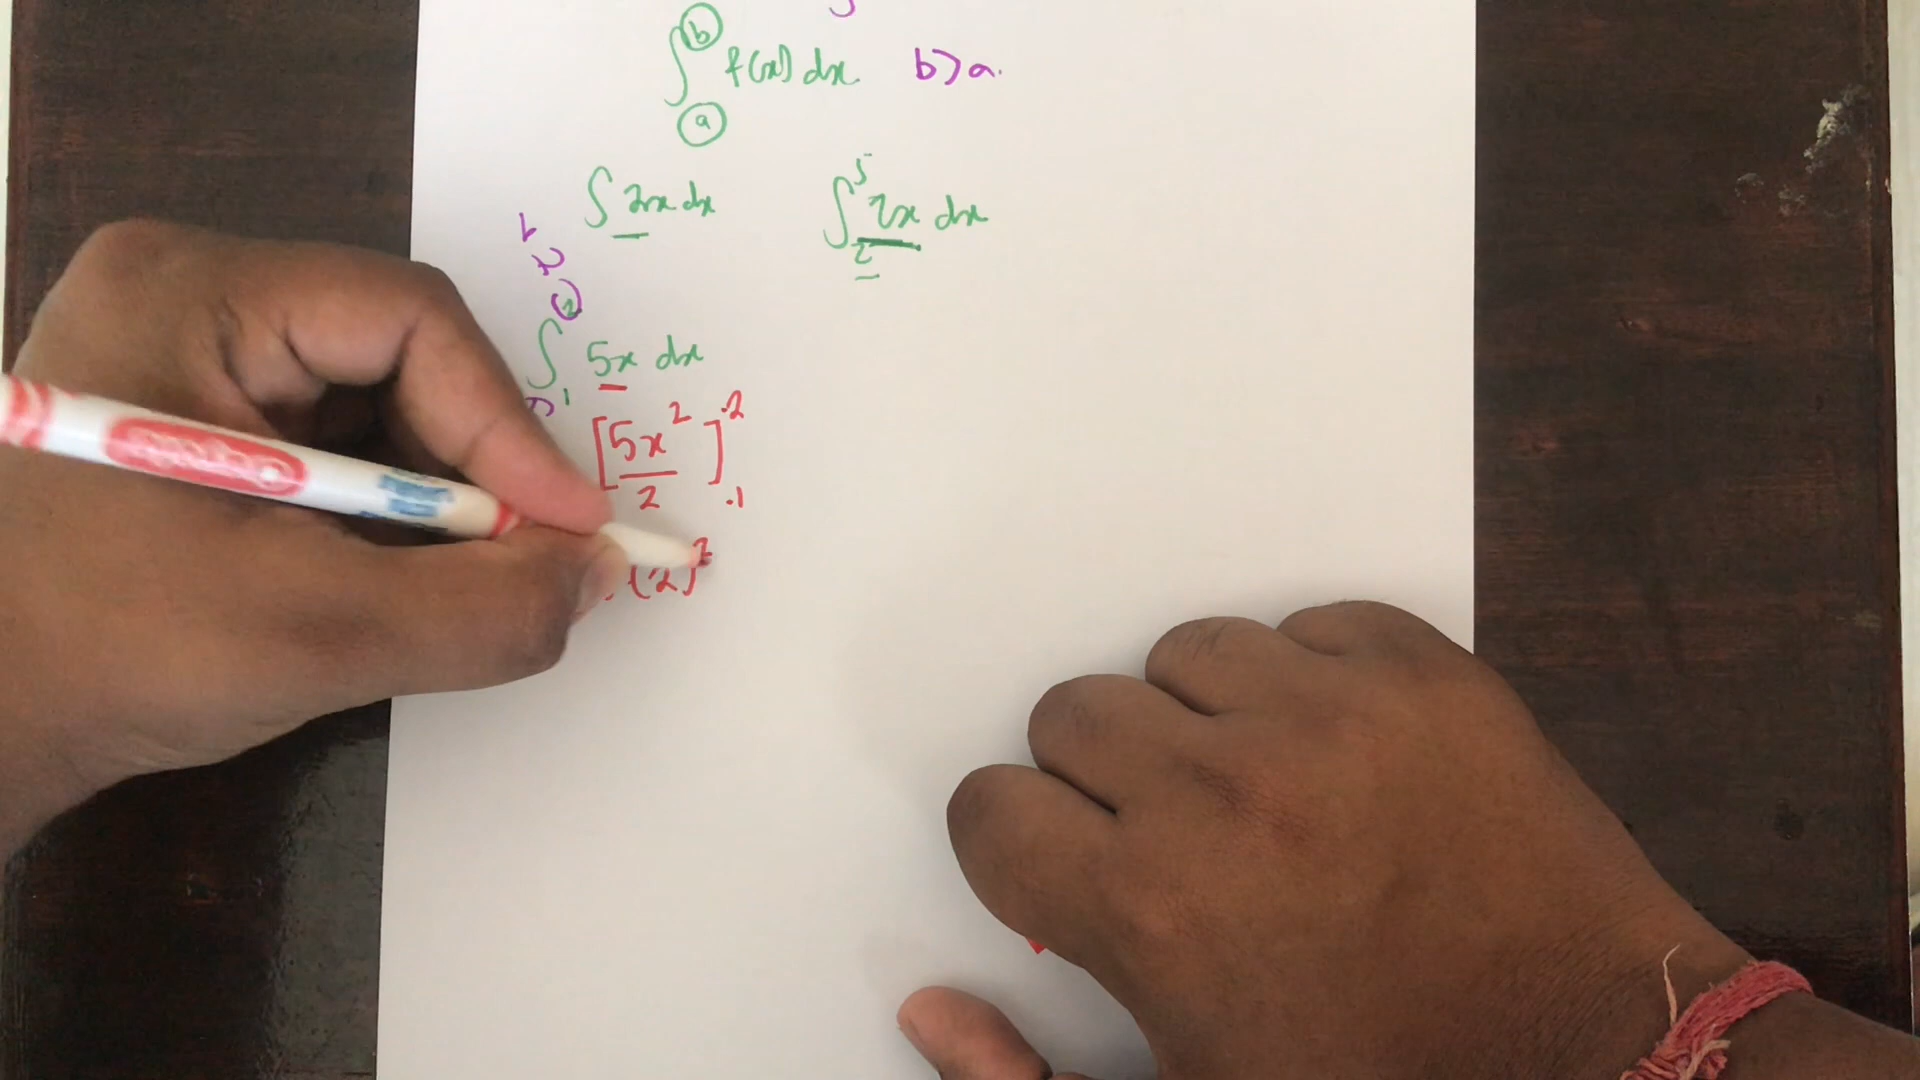 ∫ₐᵇ f(x) dx b>a.
∫ 2x dx ∫₂⁵ 2x dx
∫₁² 5x dx
[5x²/2]₁²
(2)²